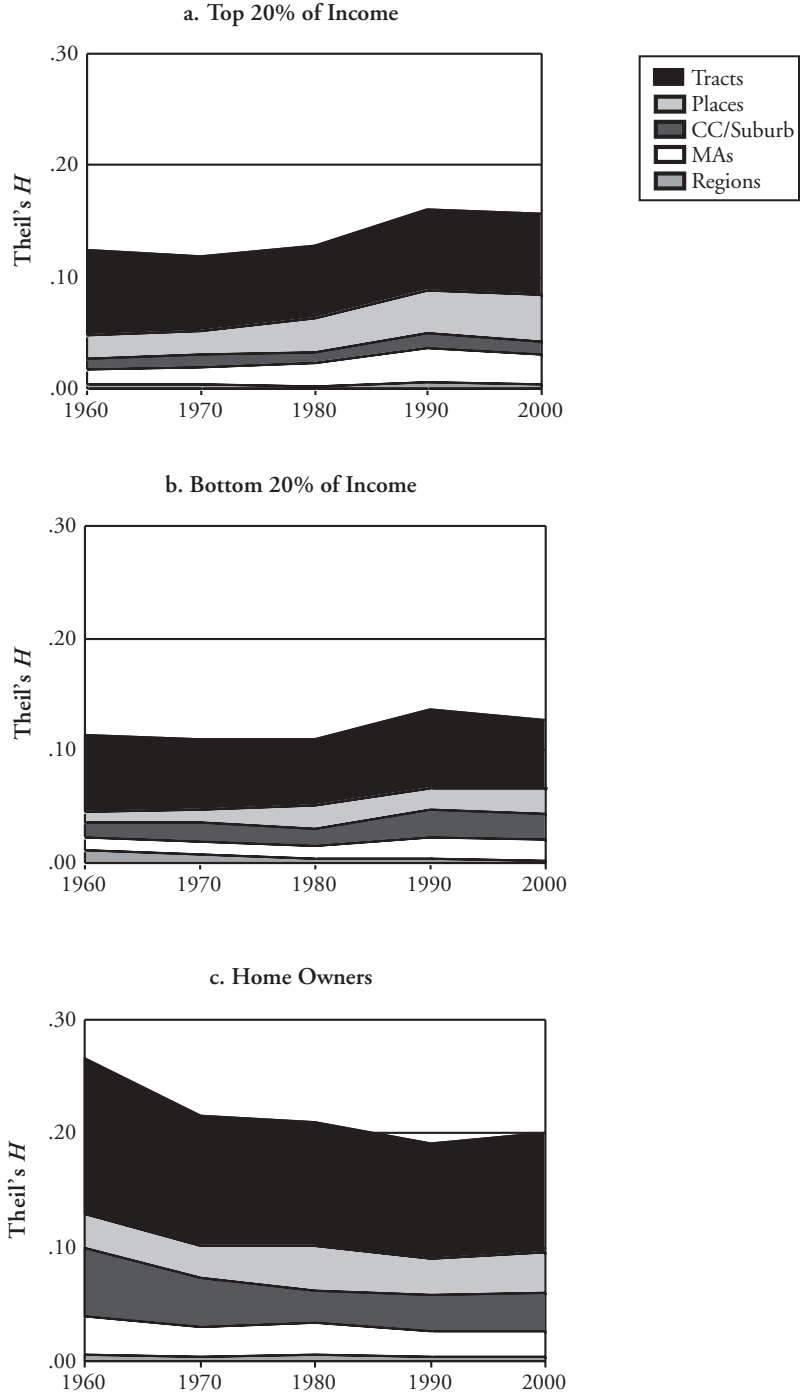 a. Top 20% of Income
.30
.20
.10
.00
Theil's H
1960 1970 1980 1990 2000
Tracts
Places
CC/Suburb
MAs
Regions
b. Bottom 20% of Income
.30
.20
.10
.00
Theil's H
1960 1970 1980 1990 2000
c. Home Owners
.30
.20
.10
.00
Theil's H
1960 1970 1980 1990 2000